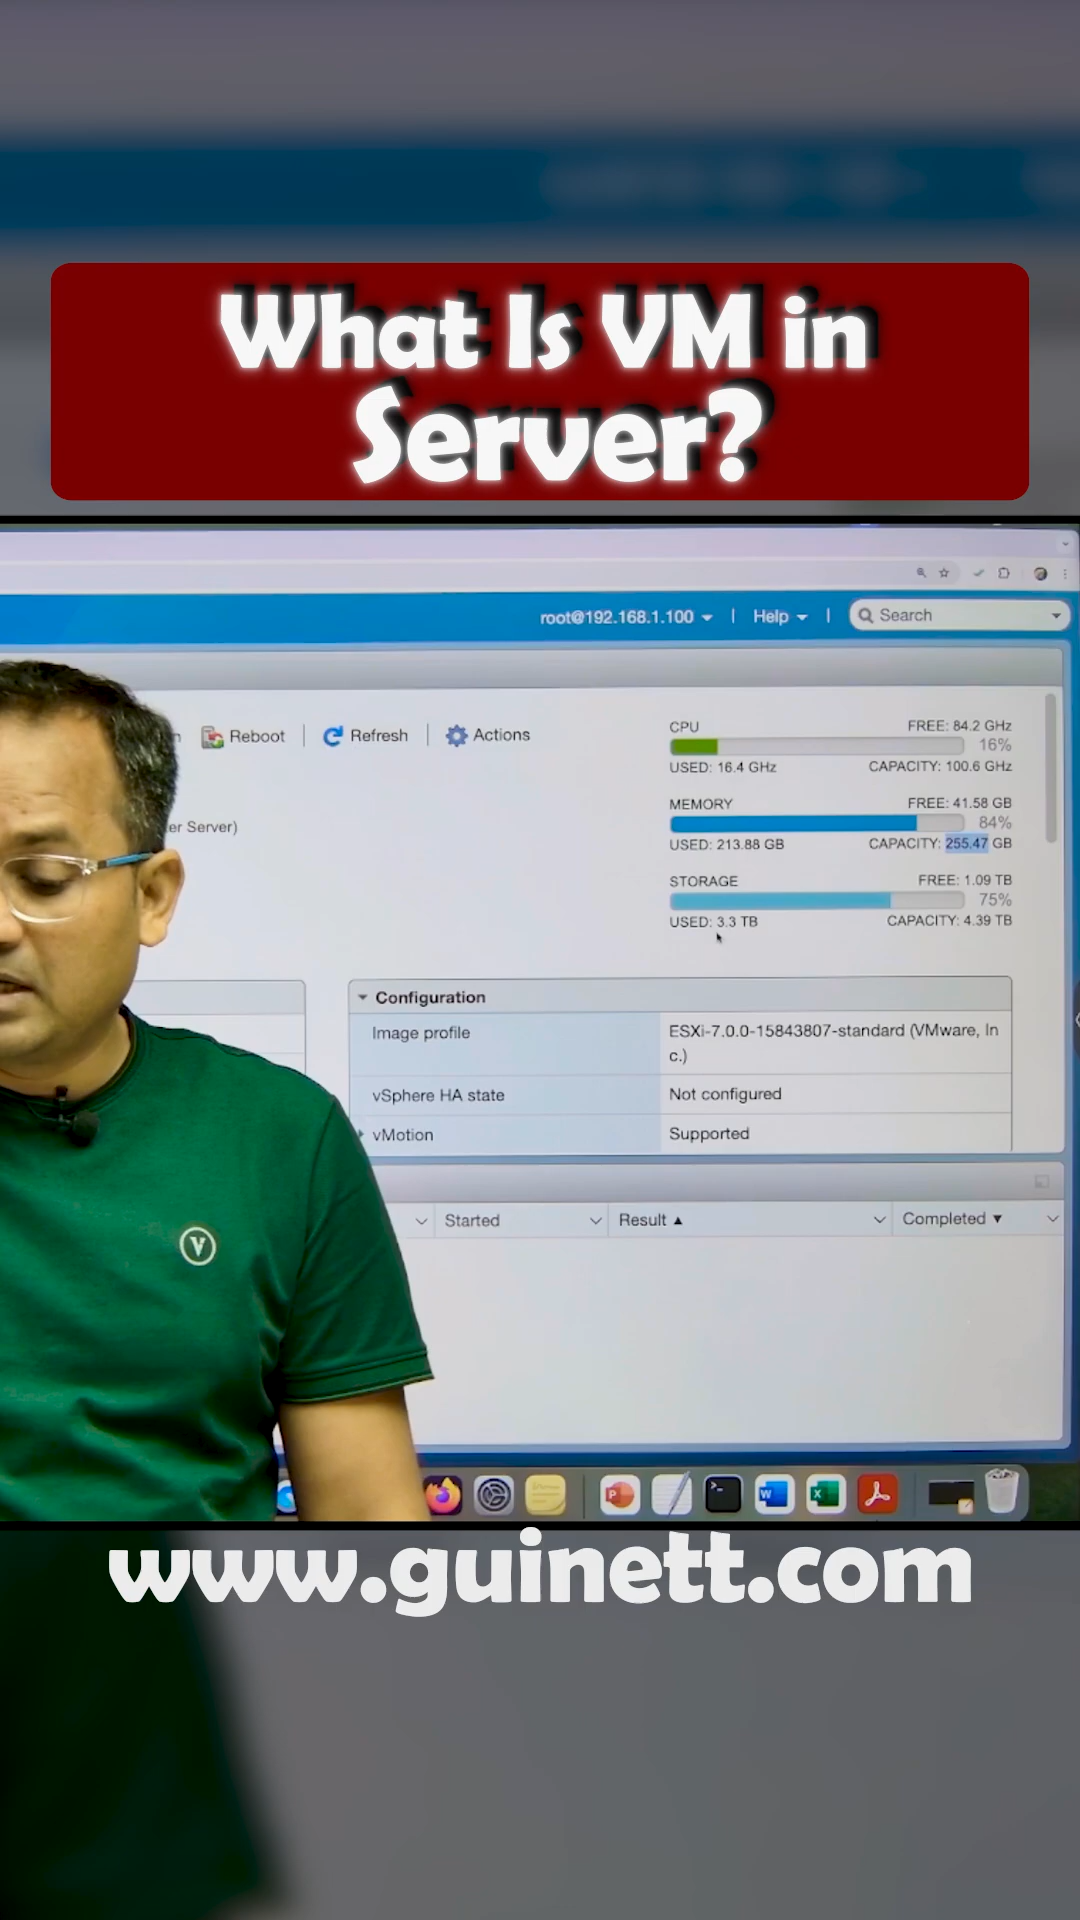 What Is VM in
Server?
root@192.168.1.100
Help
Search
Reboot
Refresh
Actions
er Server)
CPU
FREE: 84.2 GHz
16%
USED: 16.4 GHz
CAPACITY: 100.6 GHz
MEMORY
FREE: 41.58 GB
84%
USED: 213.88 GB
CAPACITY: 255.47 GB
STORAGE
FREE: 1.09 TB
75%
USED: 3.3 TB
CAPACITY: 4.39 TB
Configuration
Image profile
ESXi-7.0.0-15843807-standard (VMware, In
c.)
vSphere HA state
Not configured
vMotion
Supported
Started
Result
Completed
V
www.guinett.com